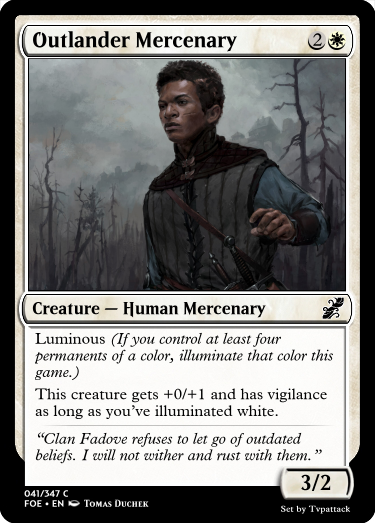 Outlander Mercenary 2
Creature — Human Mercenary
Luminous (If you control at least four
permanents of a color, illuminate that color this
game.)
This creature gets +0/+1 and has vigilance
as long as you’ve illuminated white.
“Clan Fadove refuses to let go of outdated
beliefs. I will not wither and rust with them.”
3/2
041/347 C
FOE • EN Tomas Duchek
Set by Tvpattack